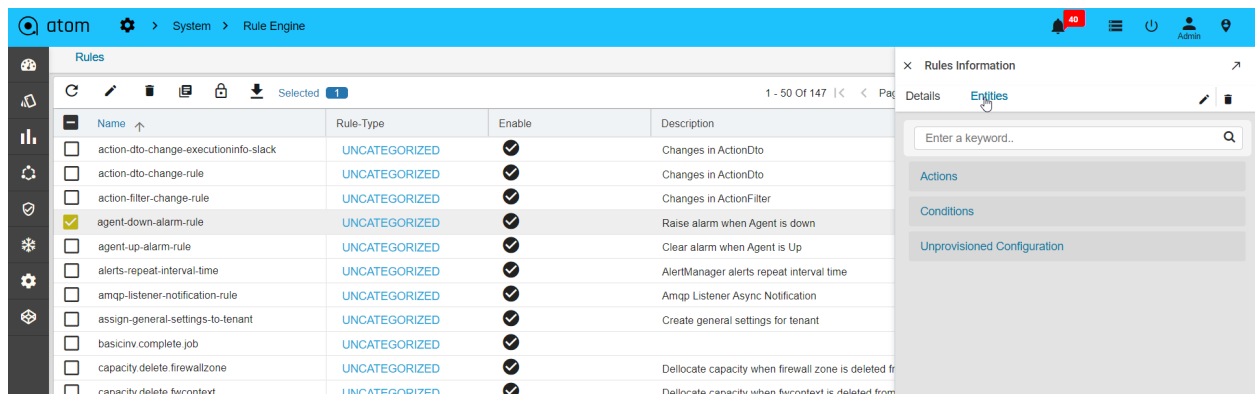 atom > System > Rule Engine 40 Admin
Rules
Selected 1 1 - 50 Of 147 |< < Pag
Name Rule-Type Enable Description
action-dto-change-executioninfo-slack UNCATEGORIZED Changes in ActionDto
action-dto-change-rule UNCATEGORIZED Changes in ActionDto
action-filter-change-rule UNCATEGORIZED Changes in ActionFilter
agent-down-alarm-rule UNCATEGORIZED Raise alarm when Agent is down
agent-up-alarm-rule UNCATEGORIZED Clear alarm when Agent is Up
alerts-repeat-interval-time UNCATEGORIZED AlertManager alerts repeat interval time
amqp-listener-notification-rule UNCATEGORIZED Amqp Listener Async Notification
assign-general-settings-to-tenant UNCATEGORIZED Create general settings for tenant
basicinv.complete.job UNCATEGORIZED
capacity.delete.firewallzone UNCATEGORIZED Dellocate capacity when firewall zone is deleted fr
capacity.delete.fwcontext UNCATEGORIZED Dellocate capacity when fwcontext is deleted from
Rules Information
Details Entities
Enter a keyword..
Actions
Conditions
Unprovisioned Configuration